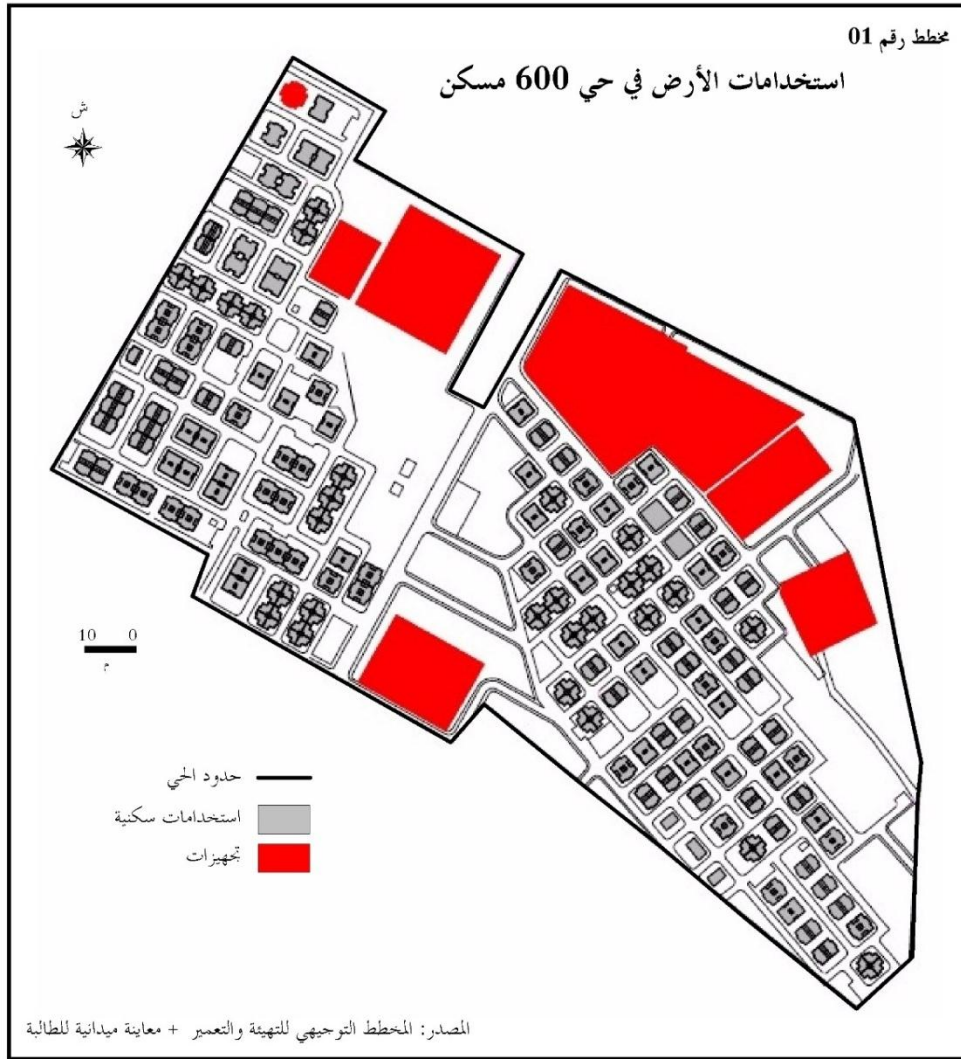 مخطط رقم 01
استخدامات الأرض في حي 600 مسكن
ش
10 0
م
حدود الحي
استخدامات سكنية
تجهيزات
المصدر: المخطط التوجيهي للتهيئة والتعمير + معاينة ميدانية للطالبة